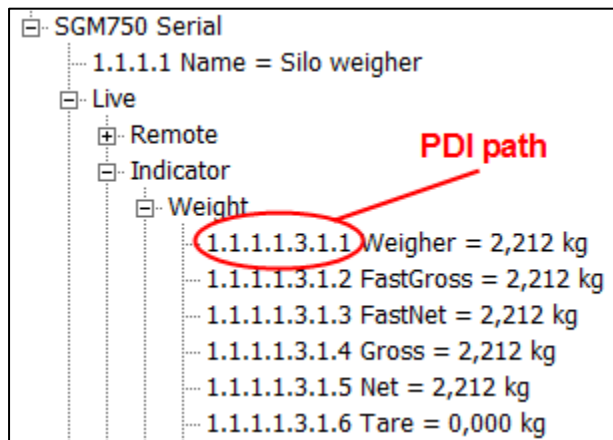 SGM750 Serial
1.1.1.1 Name = Silo weigher
Live
Remote
PDI path
Indicator
Weight
1.1.1.1.3.1.1 Weigher = 2,212 kg
1.1.1.1.3.1.2 FastGross = 2,212 kg
1.1.1.1.3.1.3 FastNet = 2,212 kg
1.1.1.1.3.1.4 Gross = 2,212 kg
1.1.1.1.3.1.5 Net = 2,212 kg
1.1.1.1.3.1.6 Tare = 0,000 kg